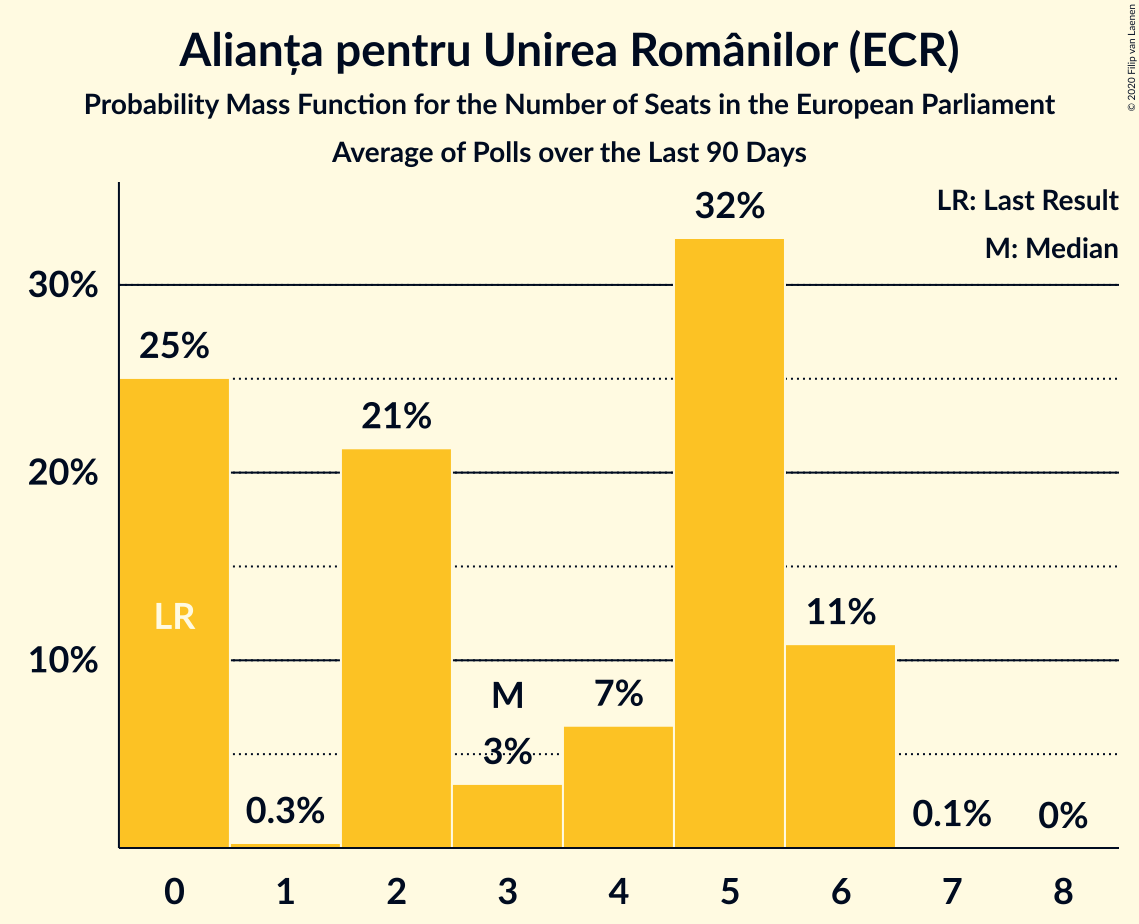 Alianța pentru Unirea Românilor (ECR)
Probability Mass Function for the Number of Seats in the European Parliament
Average of Polls over the Last 90 Days
© 2020 Filip van Laenen
LR: Last Result
M: Median
30%
20%
10%
25%
LR
0.3%
21%
M
3%
7%
32%
11%
0.1%
0%
0 1 2 3 4 5 6 7 8